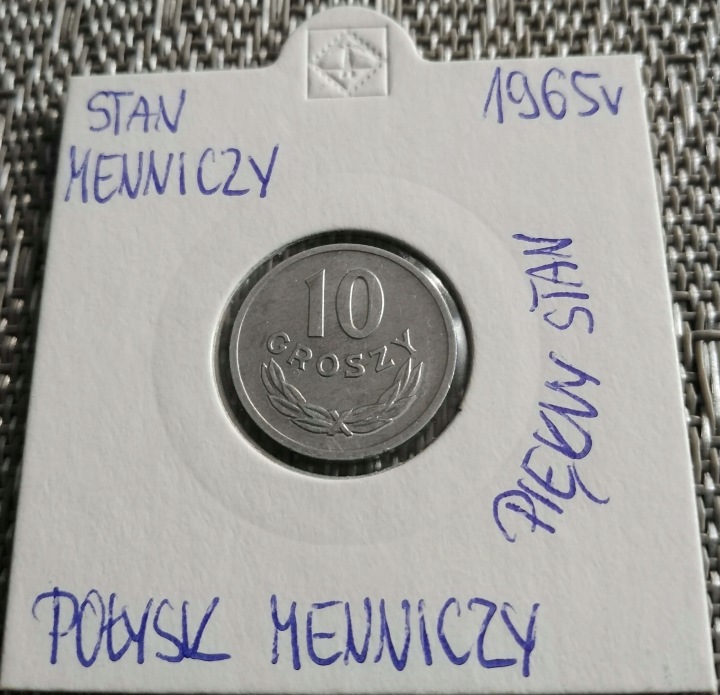 STAN
MENNICZY
1965r
10
GROSZY
PIĘKNY STAN
POŁYSK MENNICZY